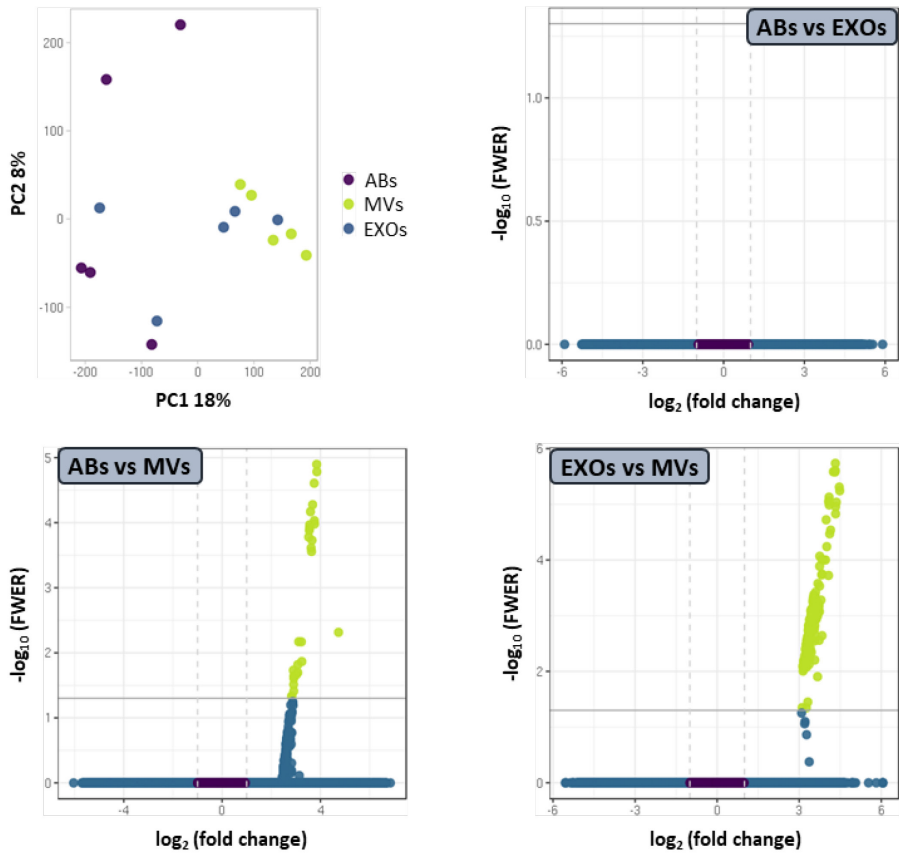 200
100
0
-100
-200
-100
0
100
200
PC2 8%
PC1 18%
ABs
MVs
EXOs
ABs vs EXOs
1.0
0.5
0.0
-6
-3
0
3
6
-log10 (FWER)
log2 (fold change)
ABs vs MVs
5
4
3
2
1
0
-4
0
4
-log10 (FWER)
log2 (fold change)
EXOs vs MVs
6
4
2
0
-6
-3
0
3
6
-log10 (FWER)
log2 (fold change)